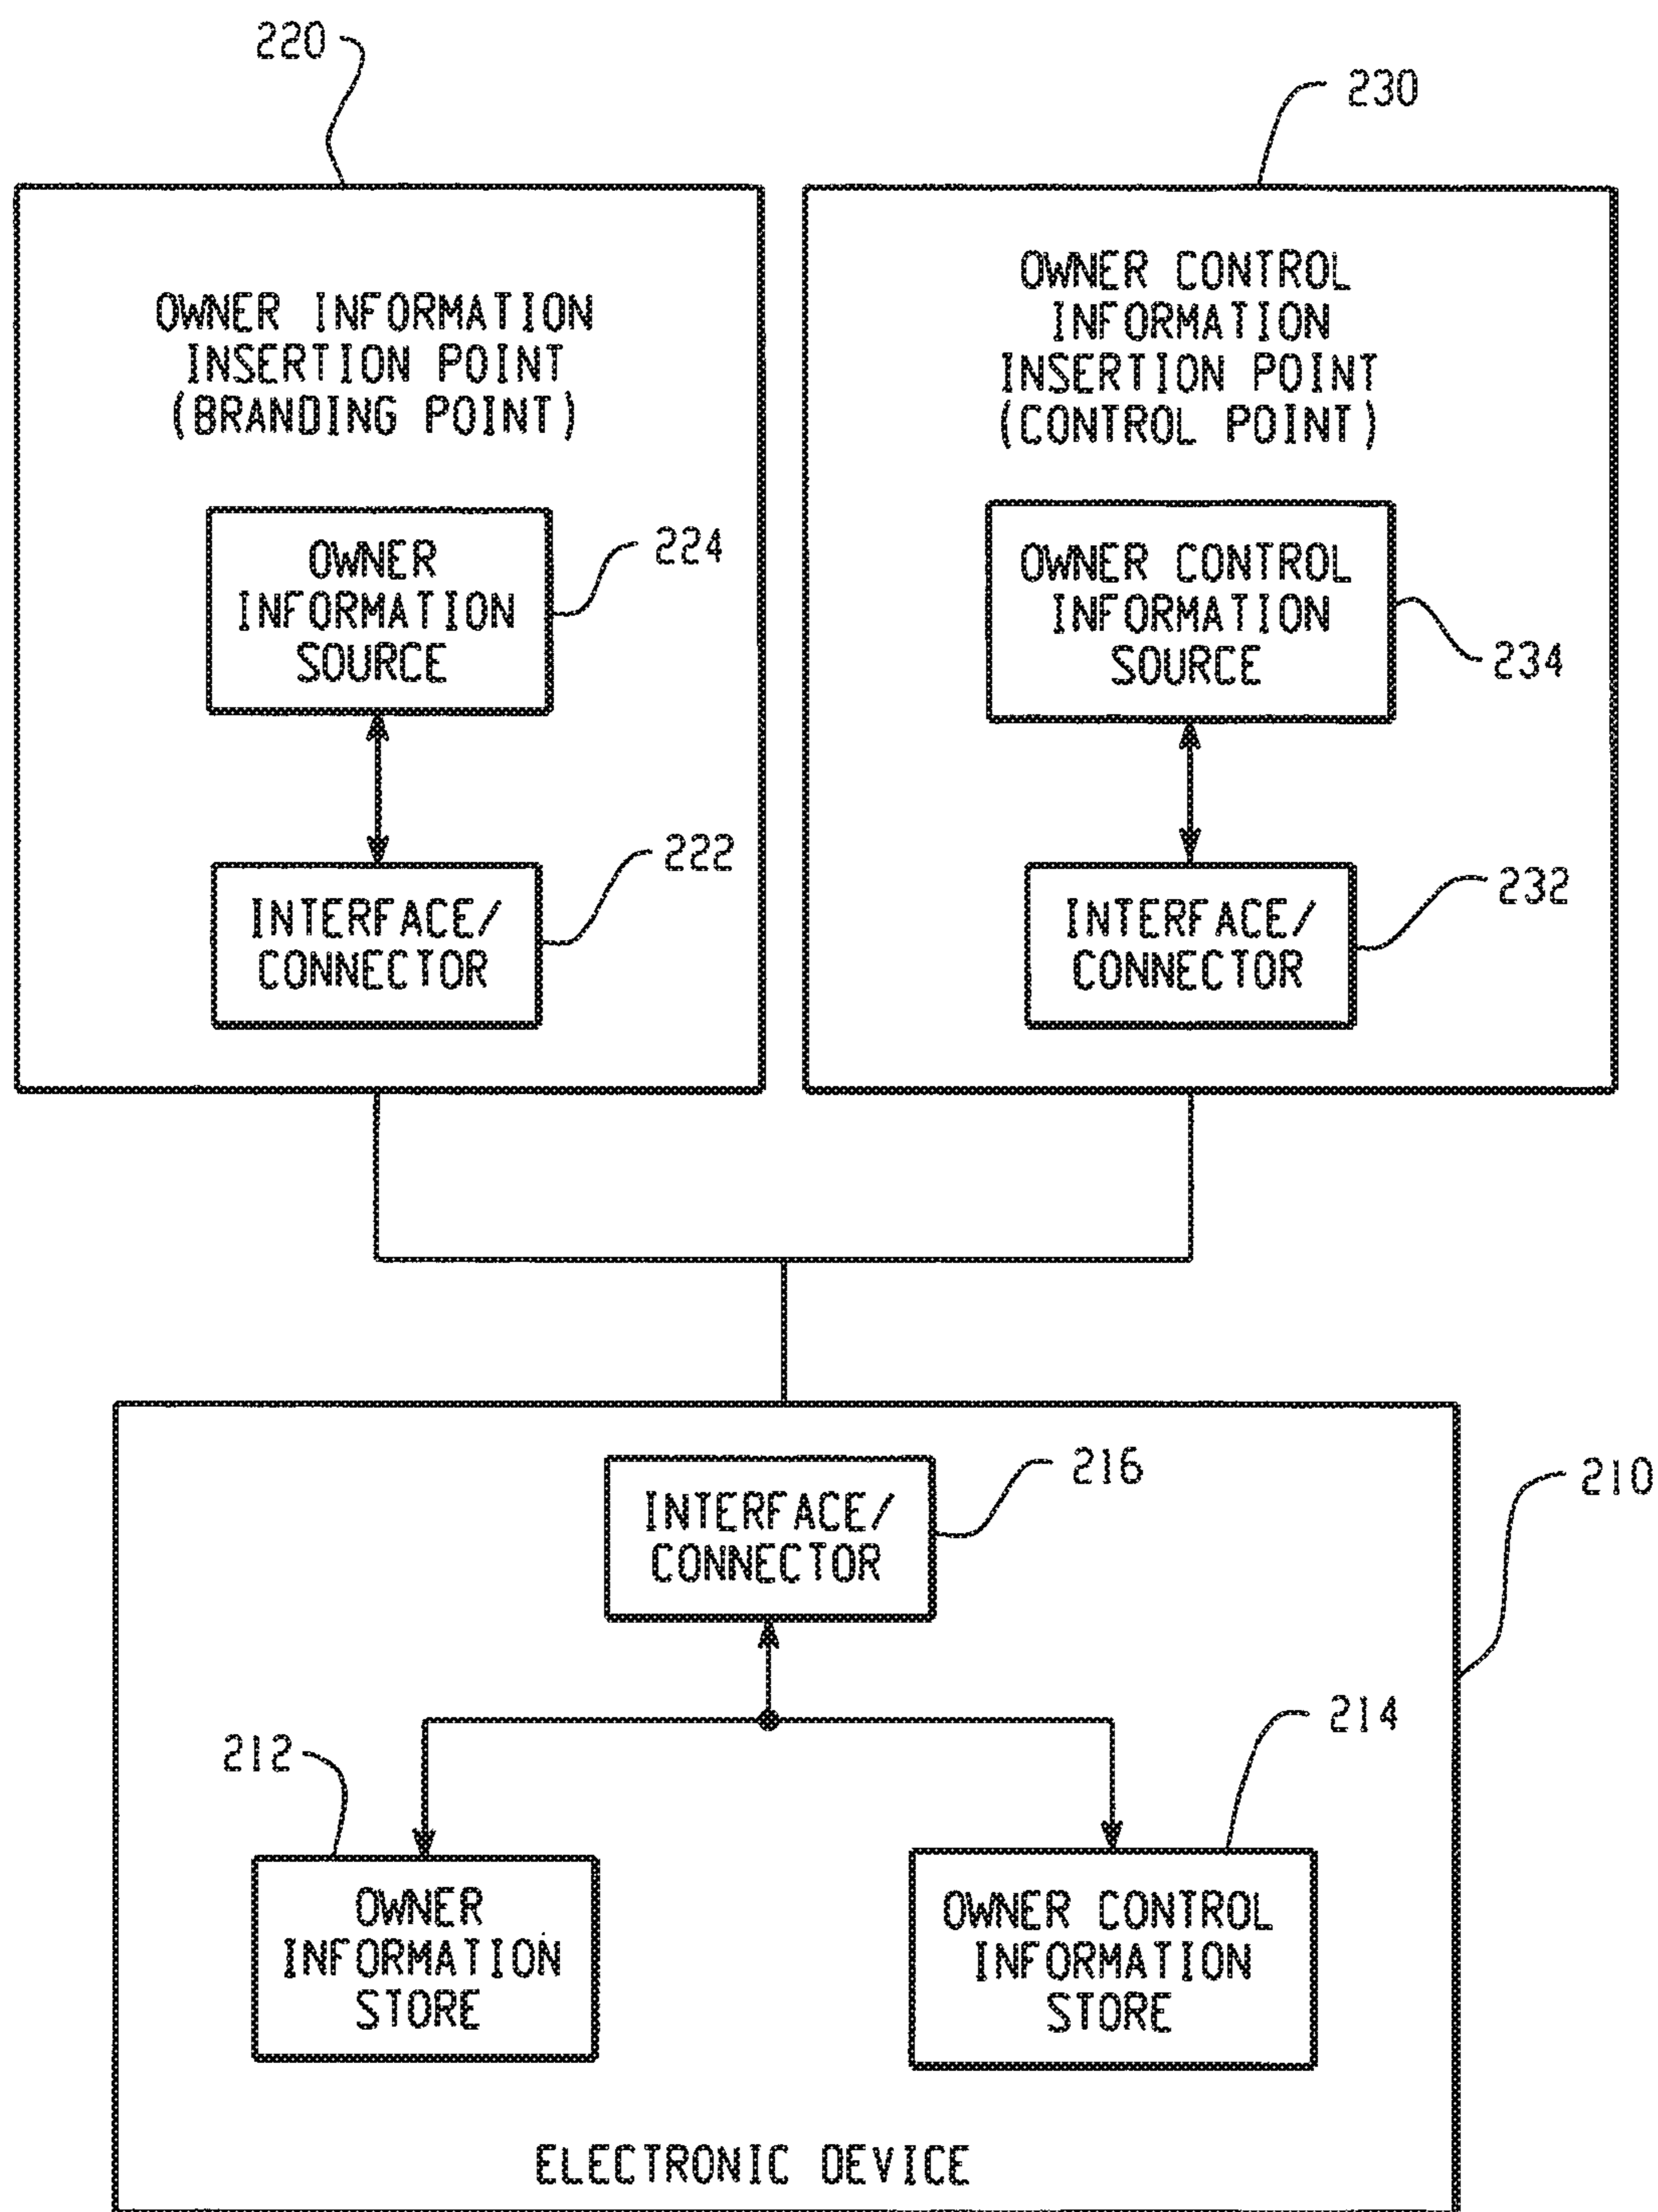 220
230
OWNER INFORMATION
INSERTION POINT
(BRANDING POINT)
OWNER CONTROL
INFORMATION
INSERTION POINT
(CONTROL POINT)
OWNER
INFORMATION
SOURCE
224
OWNER CONTROL
INFORMATION
SOURCE
234
INTERFACE/
CONNECTOR
222
INTERFACE/
CONNECTOR
232
INTERFACE/
CONNECTOR
216
210
212
214
OWNER
INFORMATION
STORE
OWNER CONTROL
INFORMATION
STORE
ELECTRONIC DEVICE